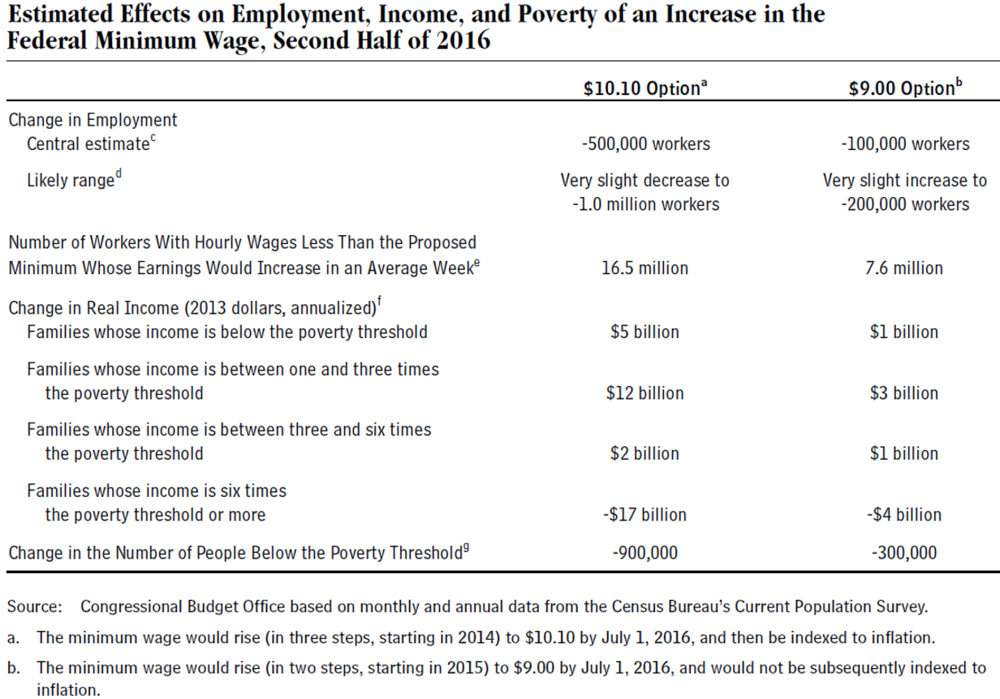 Estimated Effects on Employment, Income, and Poverty of an Increase in the
Federal Minimum Wage, Second Half of 2016
$10.10 Optionᵃ $9.00 Optionᵇ
Change in Employment
Central estimateᶜ -500,000 workers -100,000 workers
Likely rangeᵈ Very slight decrease to Very slight increase to
-1.0 million workers -200,000 workers
Number of Workers With Hourly Wages Less Than the Proposed
Minimum Whose Earnings Would Increase in an Average Weekᵉ 16.5 million 7.6 million
Change in Real Income (2013 dollars, annualized)ᶠ
Families whose income is below the poverty threshold $5 billion $1 billion
Families whose income is between one and three times
the poverty threshold $12 billion $3 billion
Families whose income is between three and six times
the poverty threshold $2 billion $1 billion
Families whose income is six times
the poverty threshold or more -$17 billion -$4 billion
Change in the Number of People Below the Poverty Thresholdᵍ -900,000 -300,000
Source: Congressional Budget Office based on monthly and annual data from the Census Bureau's Current Population Survey.
a. The minimum wage would rise (in three steps, starting in 2014) to $10.10 by July 1, 2016, and then be indexed to inflation.
b. The minimum wage would rise (in two steps, starting in 2015) to $9.00 by July 1, 2016, and would not be subsequently indexed to
inflation.